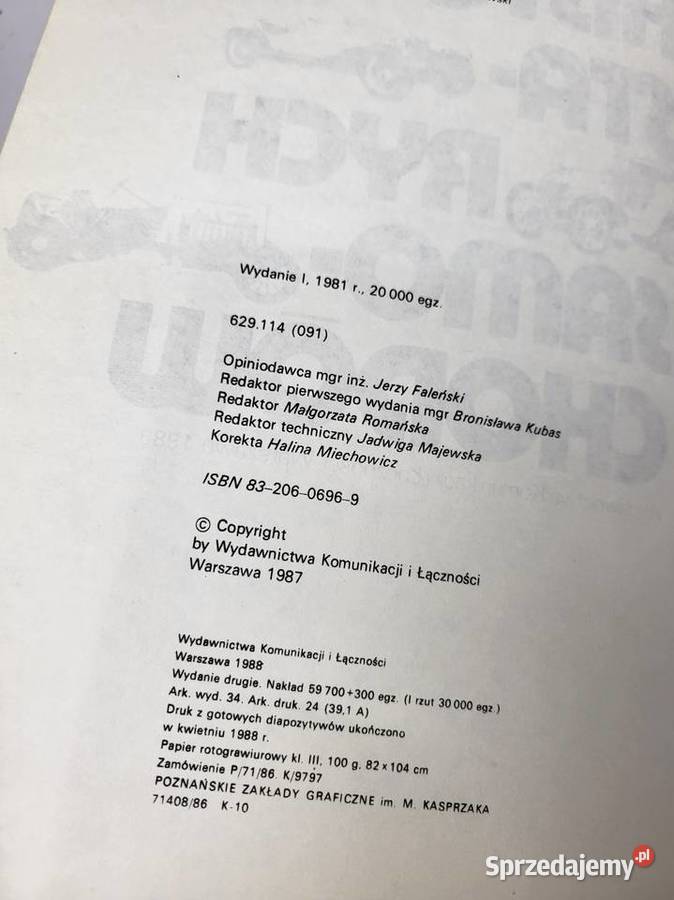 Wydanie I, 1981 r., 20 000 egz.
629.114 (091)
Opiniodawca mgr inż. Jerzy Faleński
Redaktor pierwszego wydania mgr Bronisława Kubas
Redaktor Małgorzata Romańska
Redaktor techniczny Jadwiga Majewska
Korekta Halina Miechowicz
ISBN 83-206-0696-9
© Copyright
by Wydawnictwa Komunikacji i Łączności
Warszawa 1987
Wydawnictwa Komunikacji i Łączności
Warszawa 1988
Wydanie drugie. Nakład 59 700+300 egz. (I rzut 30 000 egz.)
Ark. wyd. 34. Ark. druk. 24 (39,1 A)
Druk z gotowych diapozytywów ukończono
w kwietniu 1988 r.
Papier rotograwiurowy kl. III, 100 g, 82 x 104 cm
Zamówienie P/71/86. K/9797
POZNAŃSKIE ZAKŁADY GRAFICZNE im. M. KASPRZAKA
71408/86 K-10
Sprzedajemy.pl